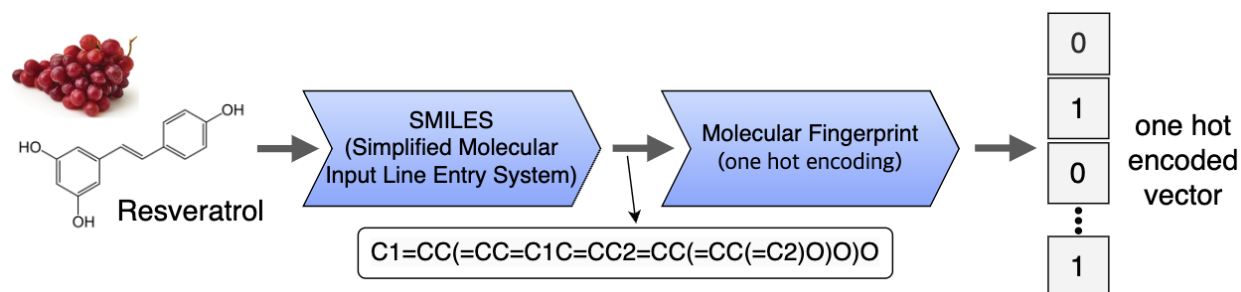 OH
HO
OH
Resveratrol
SMILES
(Simplified Molecular
Input Line Entry System)
C1=CC(=CC=C1C=CC2=CC(=CC(=C2)O)O)O
Molecular Fingerprint
(one hot encoding)
0
1
0
1
one hot
encoded
vector